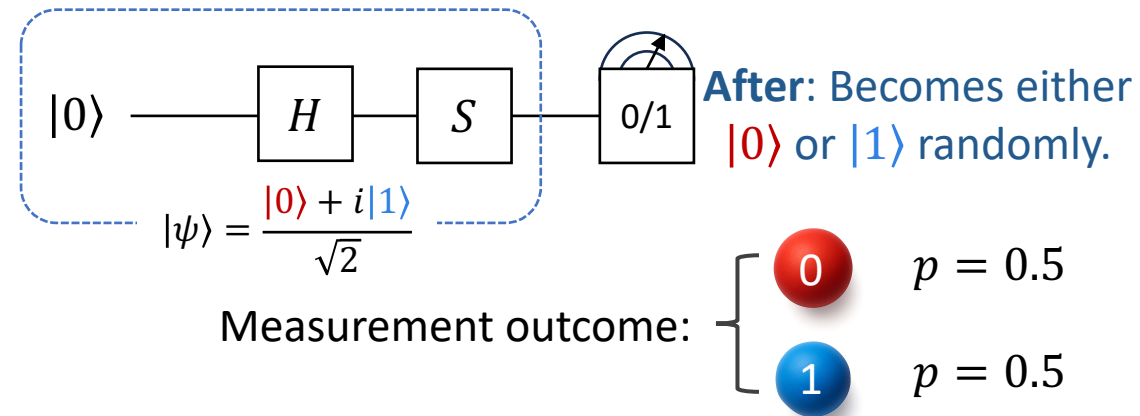 |0⟩ H S 0/1 After: Becomes either
|0⟩ or |1⟩ randomly.
|ψ⟩ = (|0⟩ + i|1⟩)/√2
0 p = 0.5
Measurement outcome:
1 p = 0.5